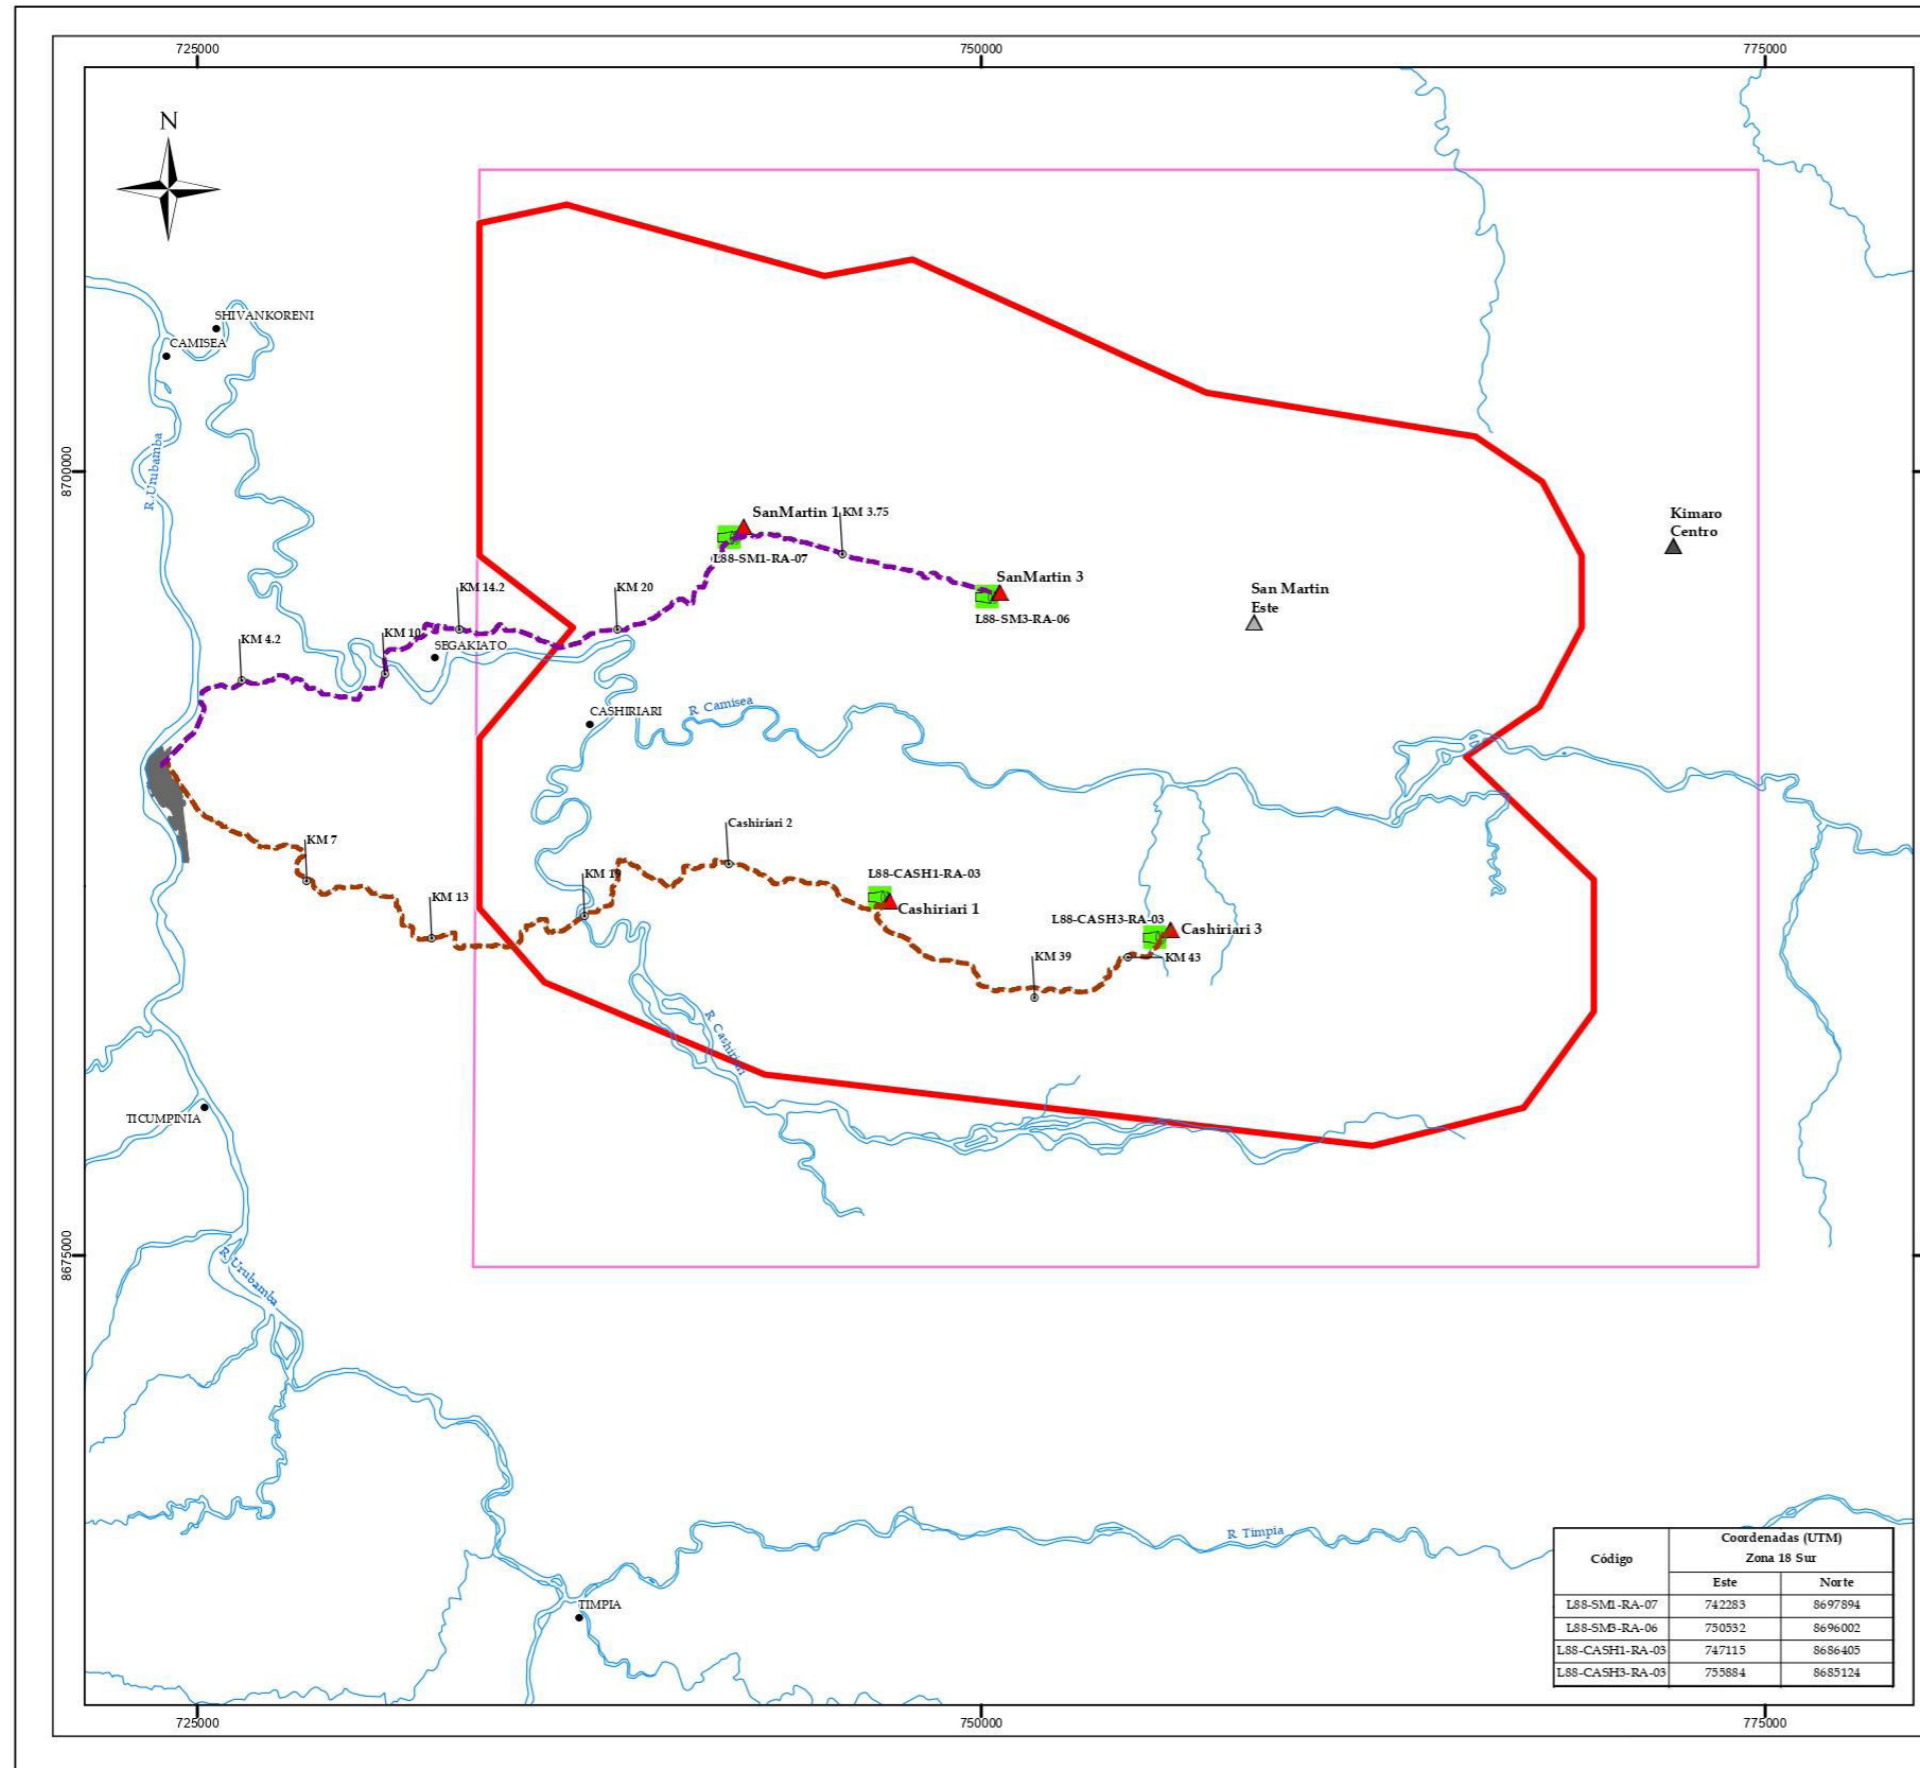 725000
750000
775000
N
SHIVANKORENI
CAMISEA
R. Urubamba
8700000
SanMartin 1
KM 3.75
L88-SM1-RA-07
Kimaro
Centro
SanMartin 3
L88-SM3-RA-06
San Martin
Este
KM 14.2
KM 20
KM 4.2
KM 10
SEGAKIATO
CASHIRIARI
R. Camisea
KM 7
Cashiriari 2
KM 13
KM 19
L88-CASH1-RA-03
Cashiriari 1
L88-CASH3-RA-03
Cashiriari 3
KM 39
KM 43
R. Cashiriari
TICUMPINIA
8675000
R. Urubamba
R. Timpia
TIMPIA
Código
Coordenadas (UTM)
Zona 18 Sur
Este
Norte
L88-SM1-RA-07 742283 8697894
L88-SM3-RA-06 750532 8696002
L88-CASH1-RA-03 747115 8686405
L88-CASH3-RA-03 755884 8685124
725000
750000
775000